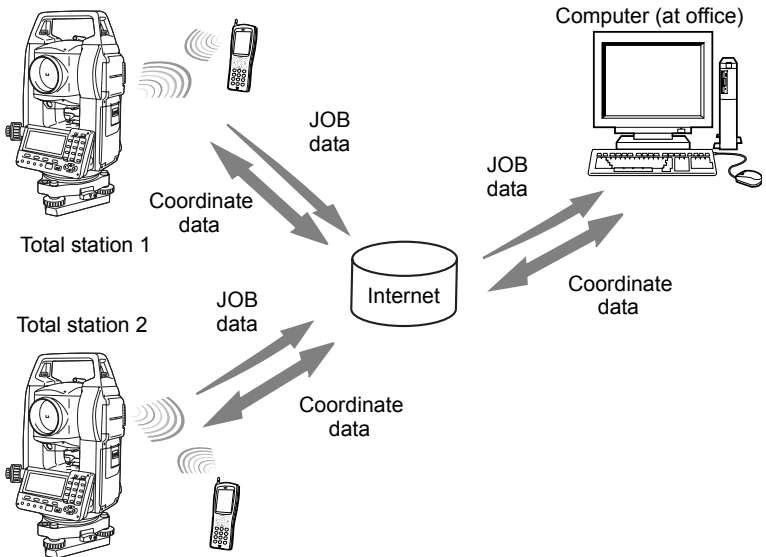 Computer (at office)
JOB
data
JOB
data
Coordinate
data
Total station 1
Internet
Coordinate
data
JOB
data
Total station 2
Coordinate
data